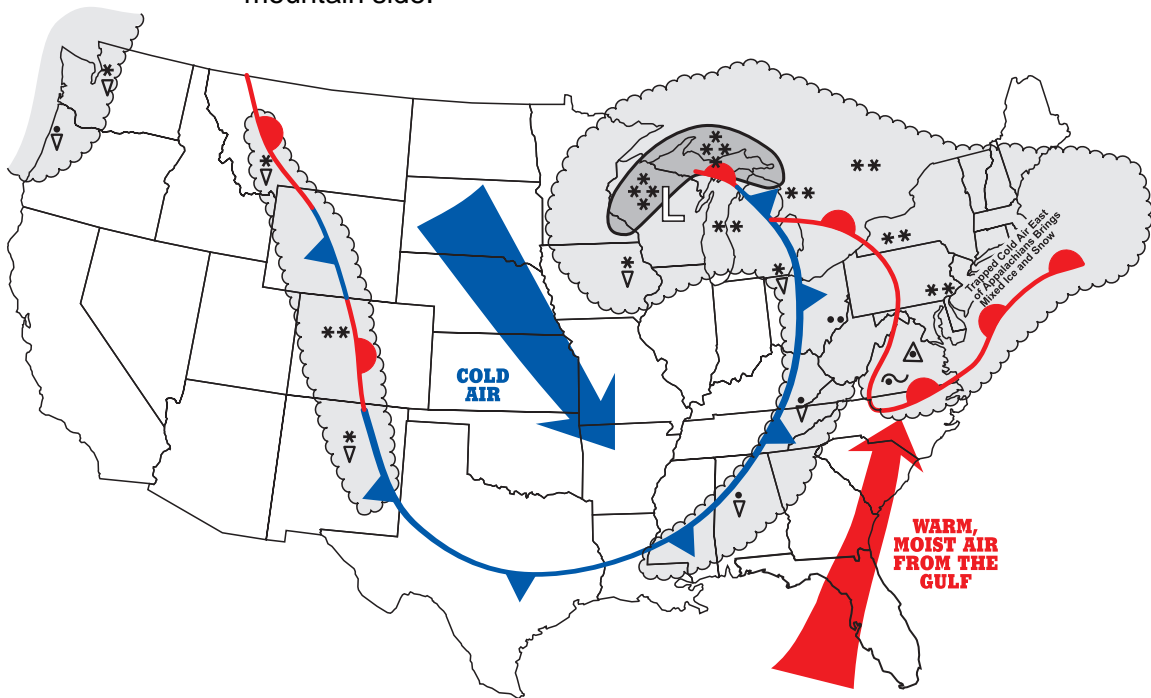 mountain side.
L
Trapped Cold Air East
of Appalachians Brings
Mixed Ice and Snow
COLD
AIR
WARM,
MOIST AIR
FROM THE
GULF